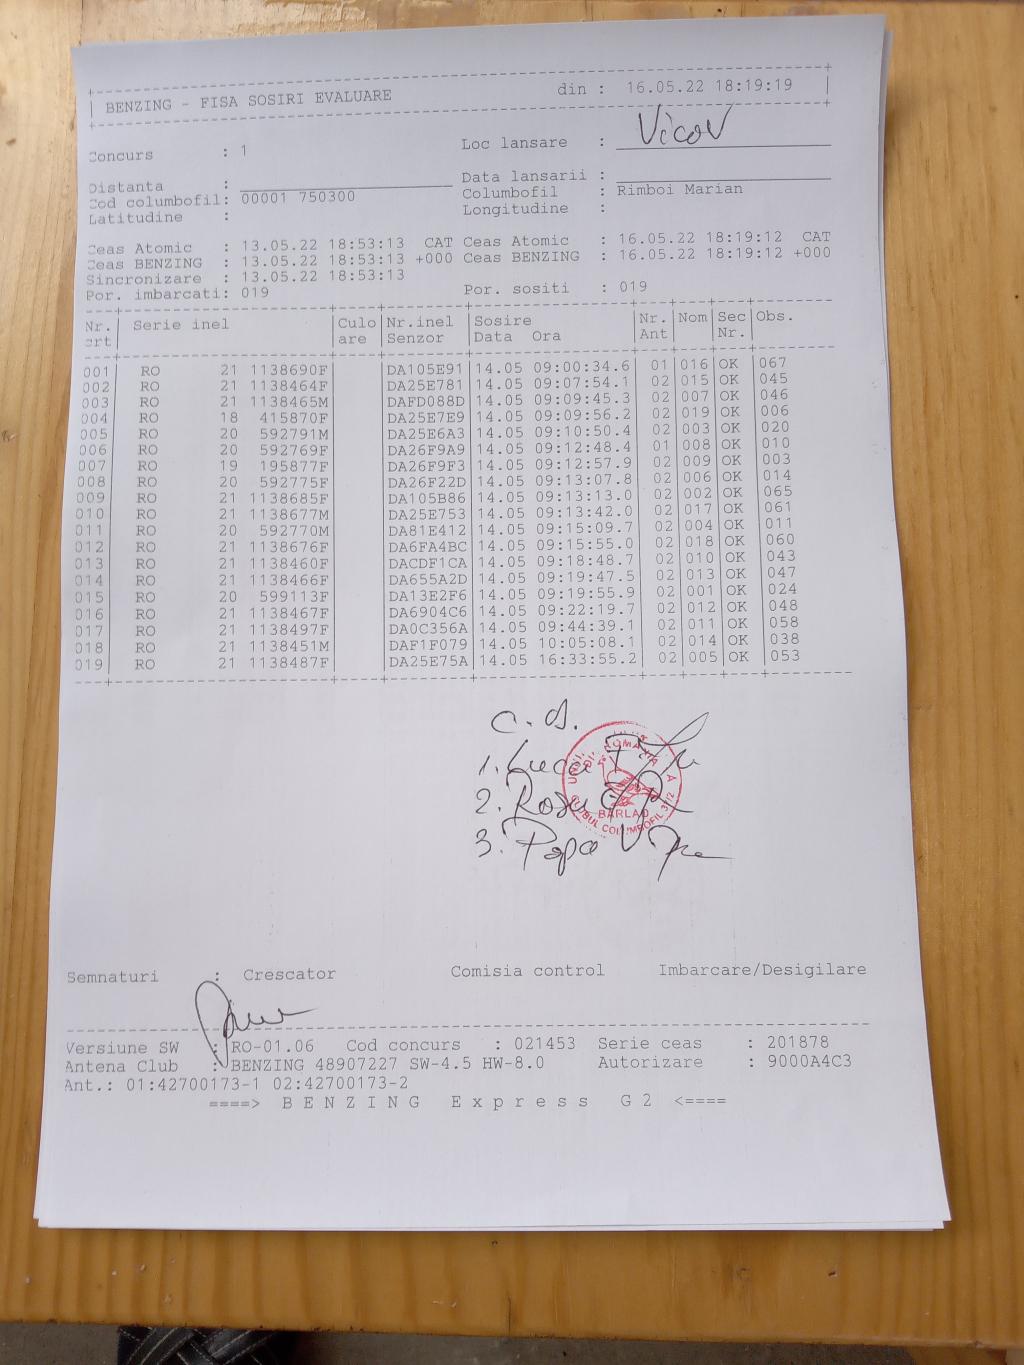 BENZING - FISA SOSIRI EVALUARE din : 16.05.22 18:19:19
Concurs : 1 Loc lansare : Vicov
Distanta : Data lansarii :
Cod columbofil: 00001 750300 Columbofil : Rimboi Marian
Latitudine : Longitudine :
Ceas Atomic : 13.05.22 18:53:13 CAT Ceas Atomic : 16.05.22 18:19:12 CAT
Ceas BENZING : 13.05.22 18:53:13 +000 Ceas BENZING : 16.05.22 18:19:12 +000
Sincronizare : 13.05.22 18:53:13
Por. imbarcati: 019 Por. sositi : 019
Nr. Serie inel Culo Nr.inel Sosire Nr. Nom Sec Obs.
crt are Senzor Data Ora Ant Nr.
001 RO 21 1138690F DA105E91 14.05 09:00:34.6 01 016 OK 067
002 RO 21 1138464F DA25E781 14.05 09:07:54.1 02 015 OK 045
003 RO 21 1138465M DAFD088D 14.05 09:09:45.3 02 007 OK 046
004 RO 18 415870F DA25E7E9 14.05 09:09:56.2 02 019 OK 006
005 RO 20 592791M DA25E6A3 14.05 09:10:50.4 02 003 OK 020
006 RO 20 592769F DA26F9A9 14.05 09:12:48.4 01 008 OK 010
007 RO 19 195877F DA26F9F3 14.05 09:12:57.9 02 009 OK 003
008 RO 20 592775F DA26F22D 14.05 09:13:07.8 02 006 OK 014
009 RO 21 1138685F DA105B86 14.05 09:13:13.0 02 002 OK 065
010 RO 21 1138677M DA25E753 14.05 09:13:42.0 02 017 OK 061
011 RO 20 592770M DA81E412 14.05 09:15:09.7 02 004 OK 011
012 RO 21 1138676F DA6FA4BC 14.05 09:15:55.0 02 018 OK 060
013 RO 21 1138460F DACDF1CA 14.05 09:18:48.7 02 010 OK 043
014 RO 21 1138466F DA655A2D 14.05 09:19:47.5 02 013 OK 047
015 RO 20 599113F DA13E2F6 14.05 09:19:55.9 02 001 OK 024
016 RO 21 1138467F DA6904C6 14.05 09:22:19.7 02 012 OK 048
017 RO 21 1138497F DA0C356A 14.05 09:44:39.1 02 011 OK 058
018 RO 21 1138451M DAF1F079 14.05 10:05:08.1 02 014 OK 038
019 RO 21 1138487F DA25E75A 14.05 16:33:55.2 02 005 OK 053
1. Luca
2. Rosu
3. Popa
BARLAD
Semnaturi : Crescator Comisia control Imbarcare/Desigilare
Versiune SW : RO-01.06 Cod concurs : 021453 Serie ceas : 201878
Antena Club : BENZING 48907227 SW-4.5 HW-8.0 Autorizare : 9000A4C3
Ant.: 01:42700173-1 02:42700173-2
====> BENZING Express G2 <====